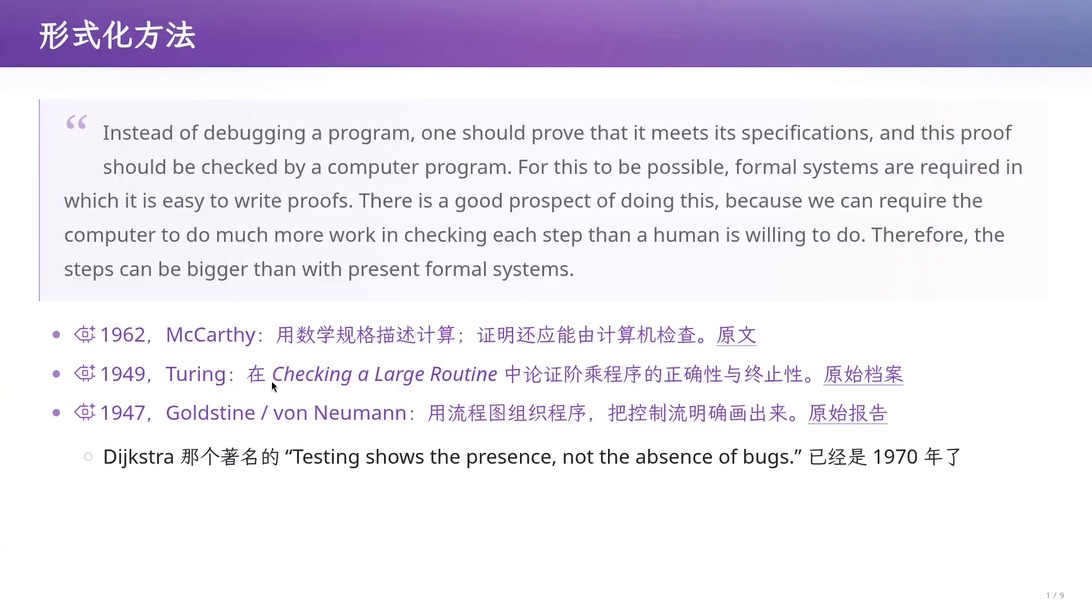 形式化方法
“ Instead of debugging a program, one should prove that it meets its specifications, and this proof
should be checked by a computer program. For this to be possible, formal systems are required in
which it is easy to write proofs. There is a good prospect of doing this, because we can require the
computer to do much more work in checking each step than a human is willing to do. Therefore, the
steps can be bigger than with present formal systems.
1962，McCarthy：用数学规格描述计算；证明还应能由计算机检查。原文
1949，Turing：在 Checking a Large Routine 中论证阶乘程序的正确性与终止性。原始档案
1947，Goldstine / von Neumann：用流程图组织程序，把控制流明确画出来。原始报告
Dijkstra 那个著名的 “Testing shows the presence, not the absence of bugs.” 已经是 1970 年了
1 / 9